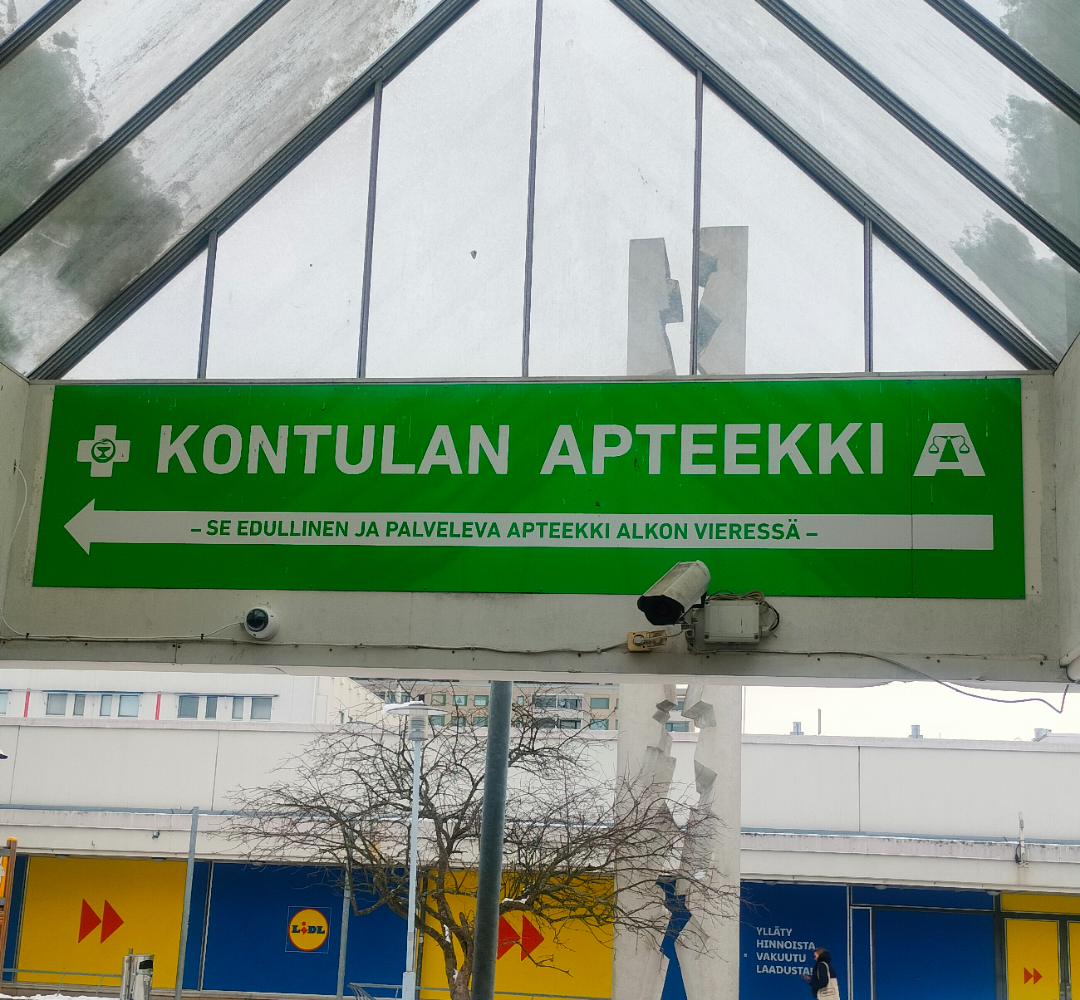 KONTULAN APTEEKKI A
– SE EDULLINEN JA PALVELEVA APTEEKKI ALKON VIERESSÄ –
LiDL
YLLÄTY
HINNOISTA
VAKUUTU
LAADUSTA!